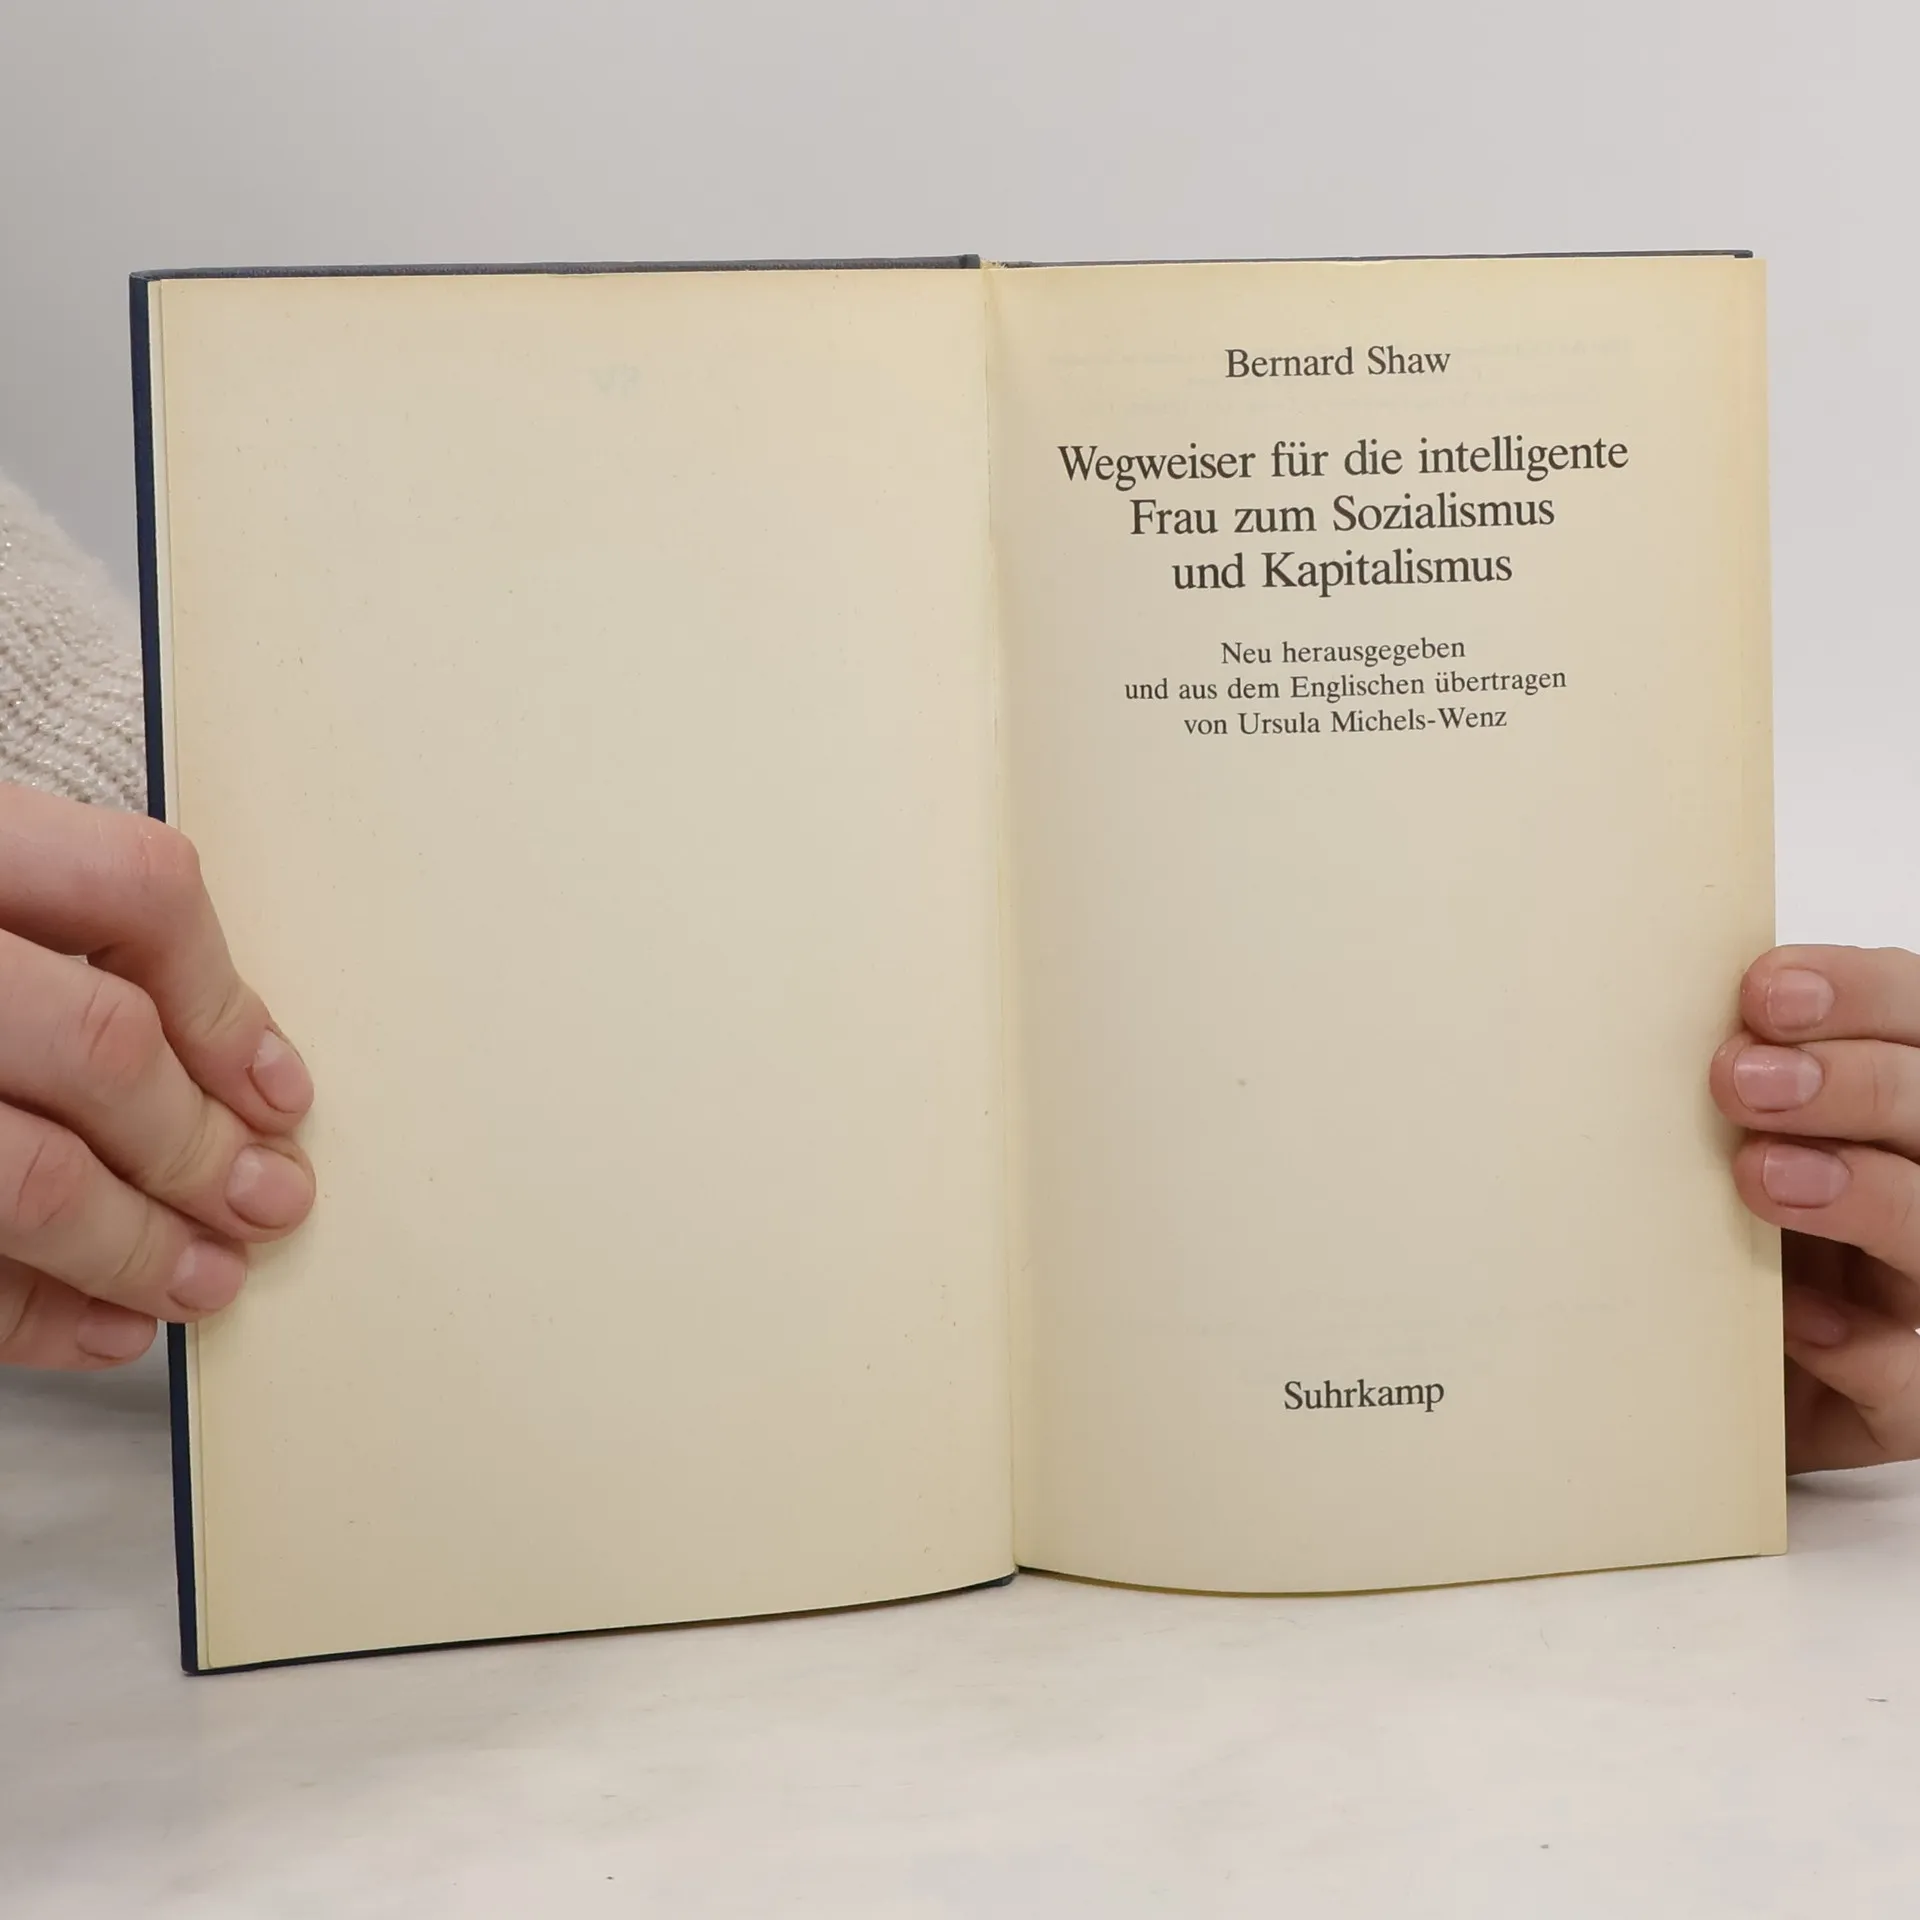 Bernard Shaw
Wegweiser für die intelligente
Frau zum Sozialismus
und Kapitalismus
Neu herausgegeben
und aus dem Englischen übertragen
von Ursula Michels-Wenz
Suhrkamp